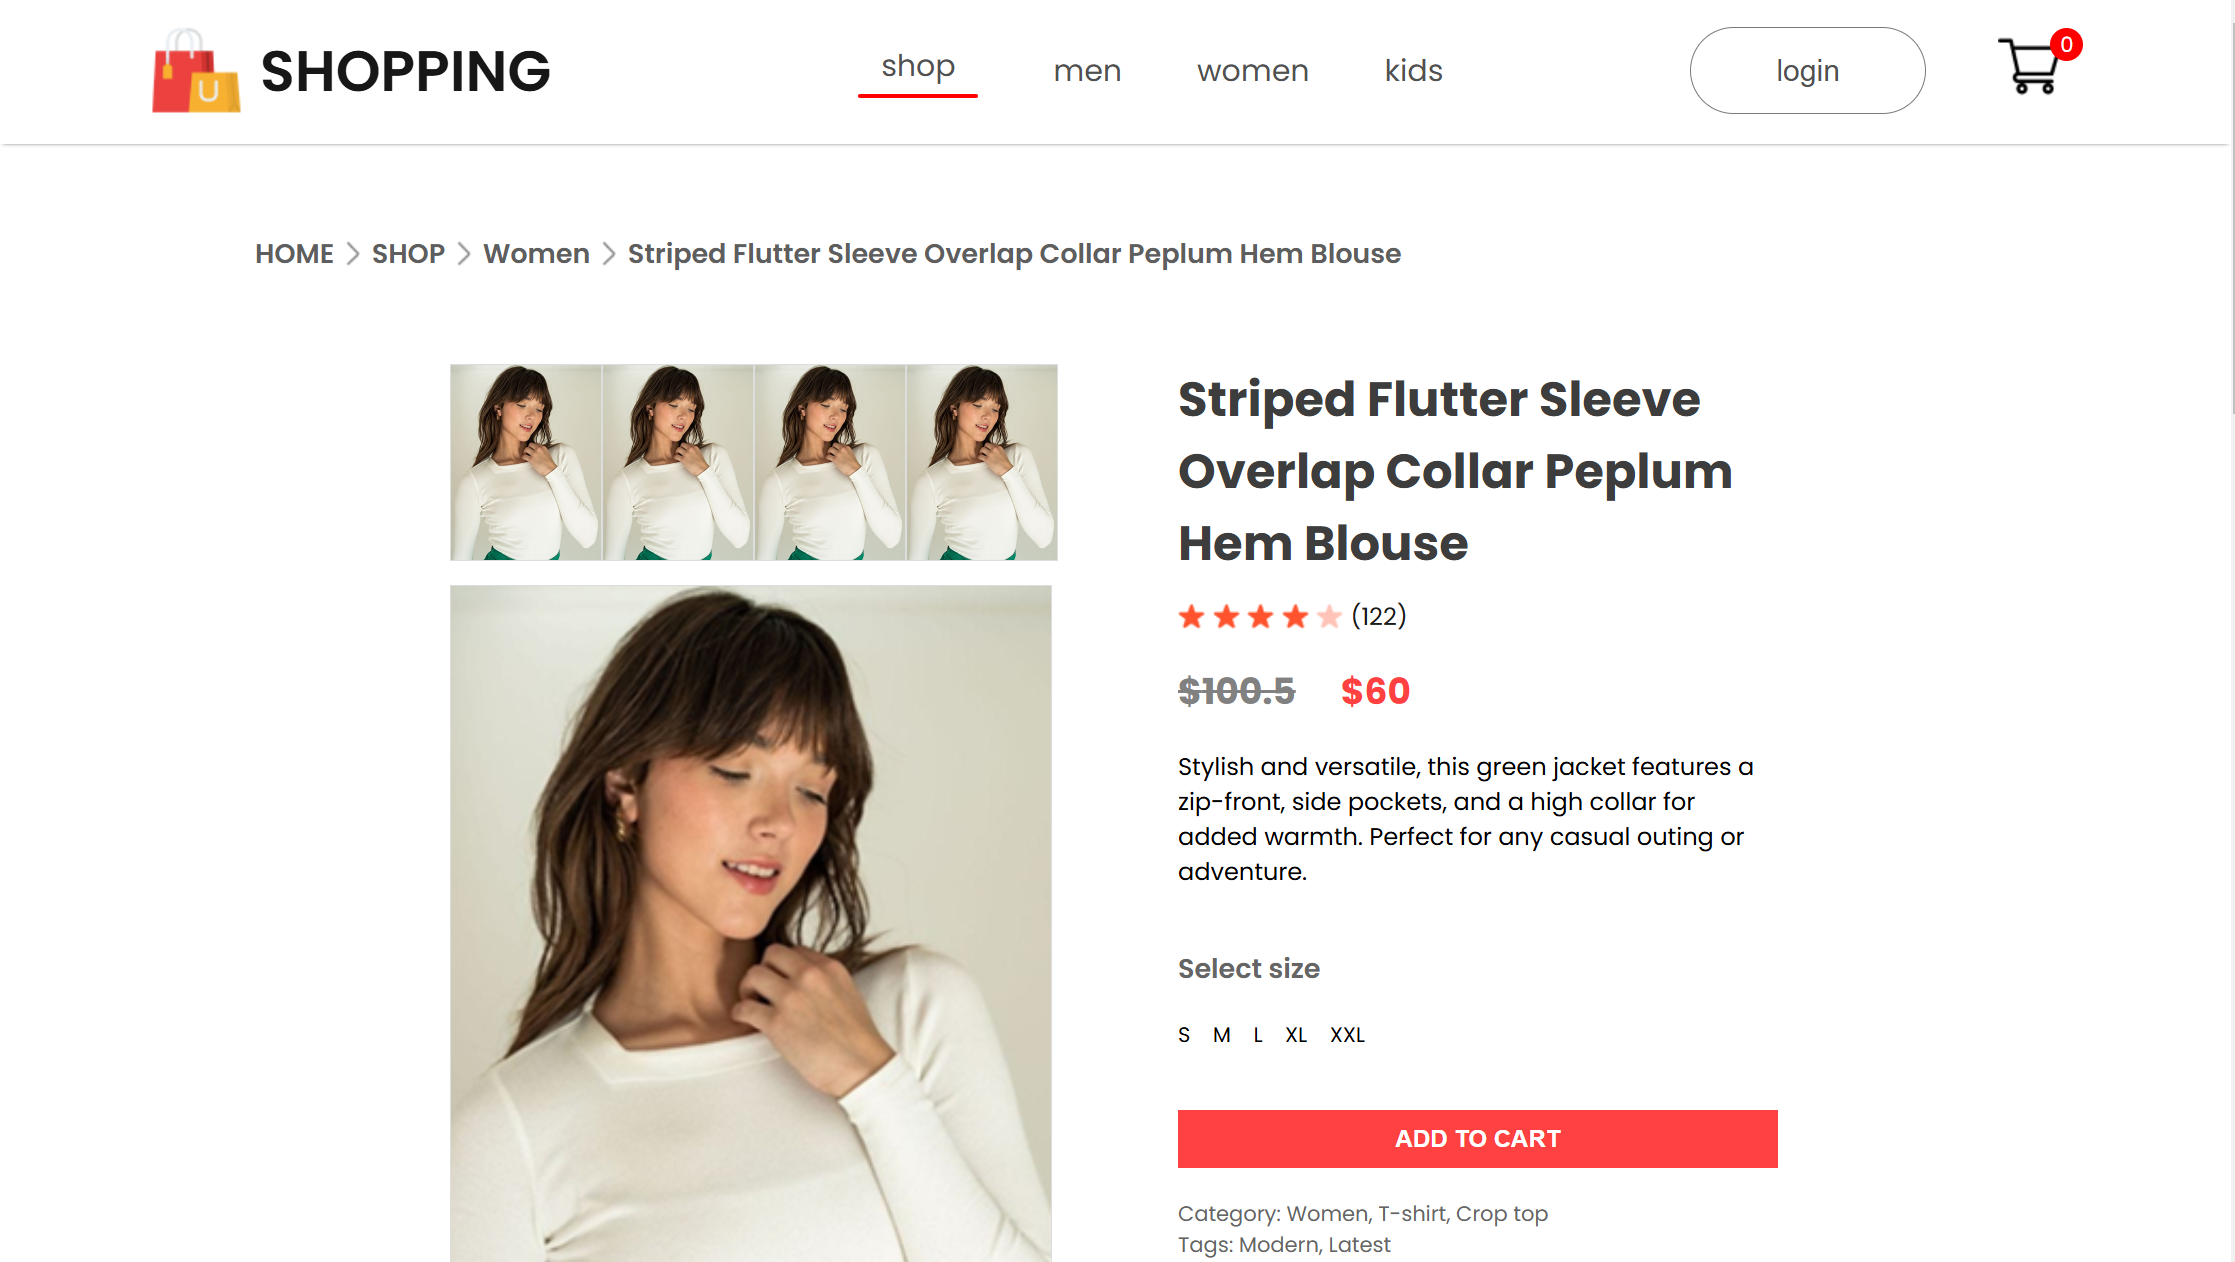 SHOPPING
shop men women kids
login
0
HOME SHOP Women Striped Flutter Sleeve Overlap Collar Peplum Hem Blouse
Striped Flutter Sleeve
Overlap Collar Peplum
Hem Blouse
(122)
$100.5 $60
Stylish and versatile, this green jacket features a
zip-front, side pockets, and a high collar for
added warmth. Perfect for any casual outing or
adventure.
Select size
S M L XL XXL
ADD TO CART
Category: Women, T-shirt, Crop top
Tags: Modern, Latest